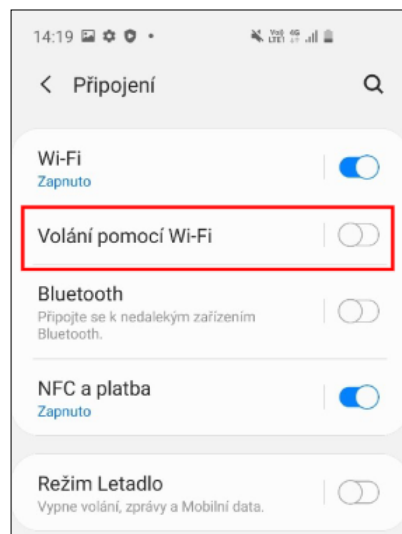 14:19
Připojení
Wi-Fi
Zapnuto
Volání pomocí Wi-Fi
Bluetooth
Připojte se k nedalekým zařízením
Bluetooth.
NFC a platba
Zapnuto
Režim Letadlo
Vypne volání, zprávy a Mobilní data.